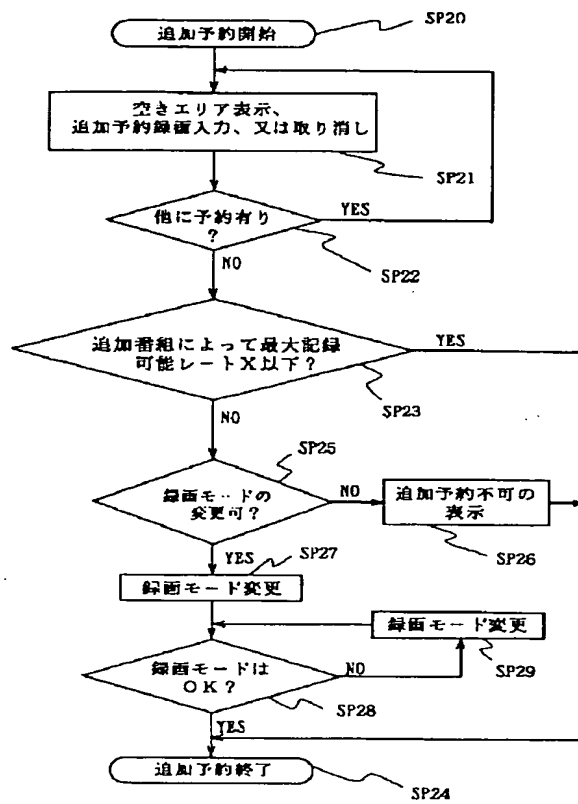 追加予約開始
SP20
空きエリア表示、
追加予約録画入力、又は取り消し
SP21
他に予約有り
?
YES
SP22
NO
追加番組によって最大記録
可能レートX以下?
YES
SP23
NO
SP25
録画モードの
変更可?
NO
追加予約不可の
表示
SP26
YES
SP27
録画モード変更
録画モード変更
SP29
録画モードは
OK?
NO
SP28
YES
追加予約終了
SP24